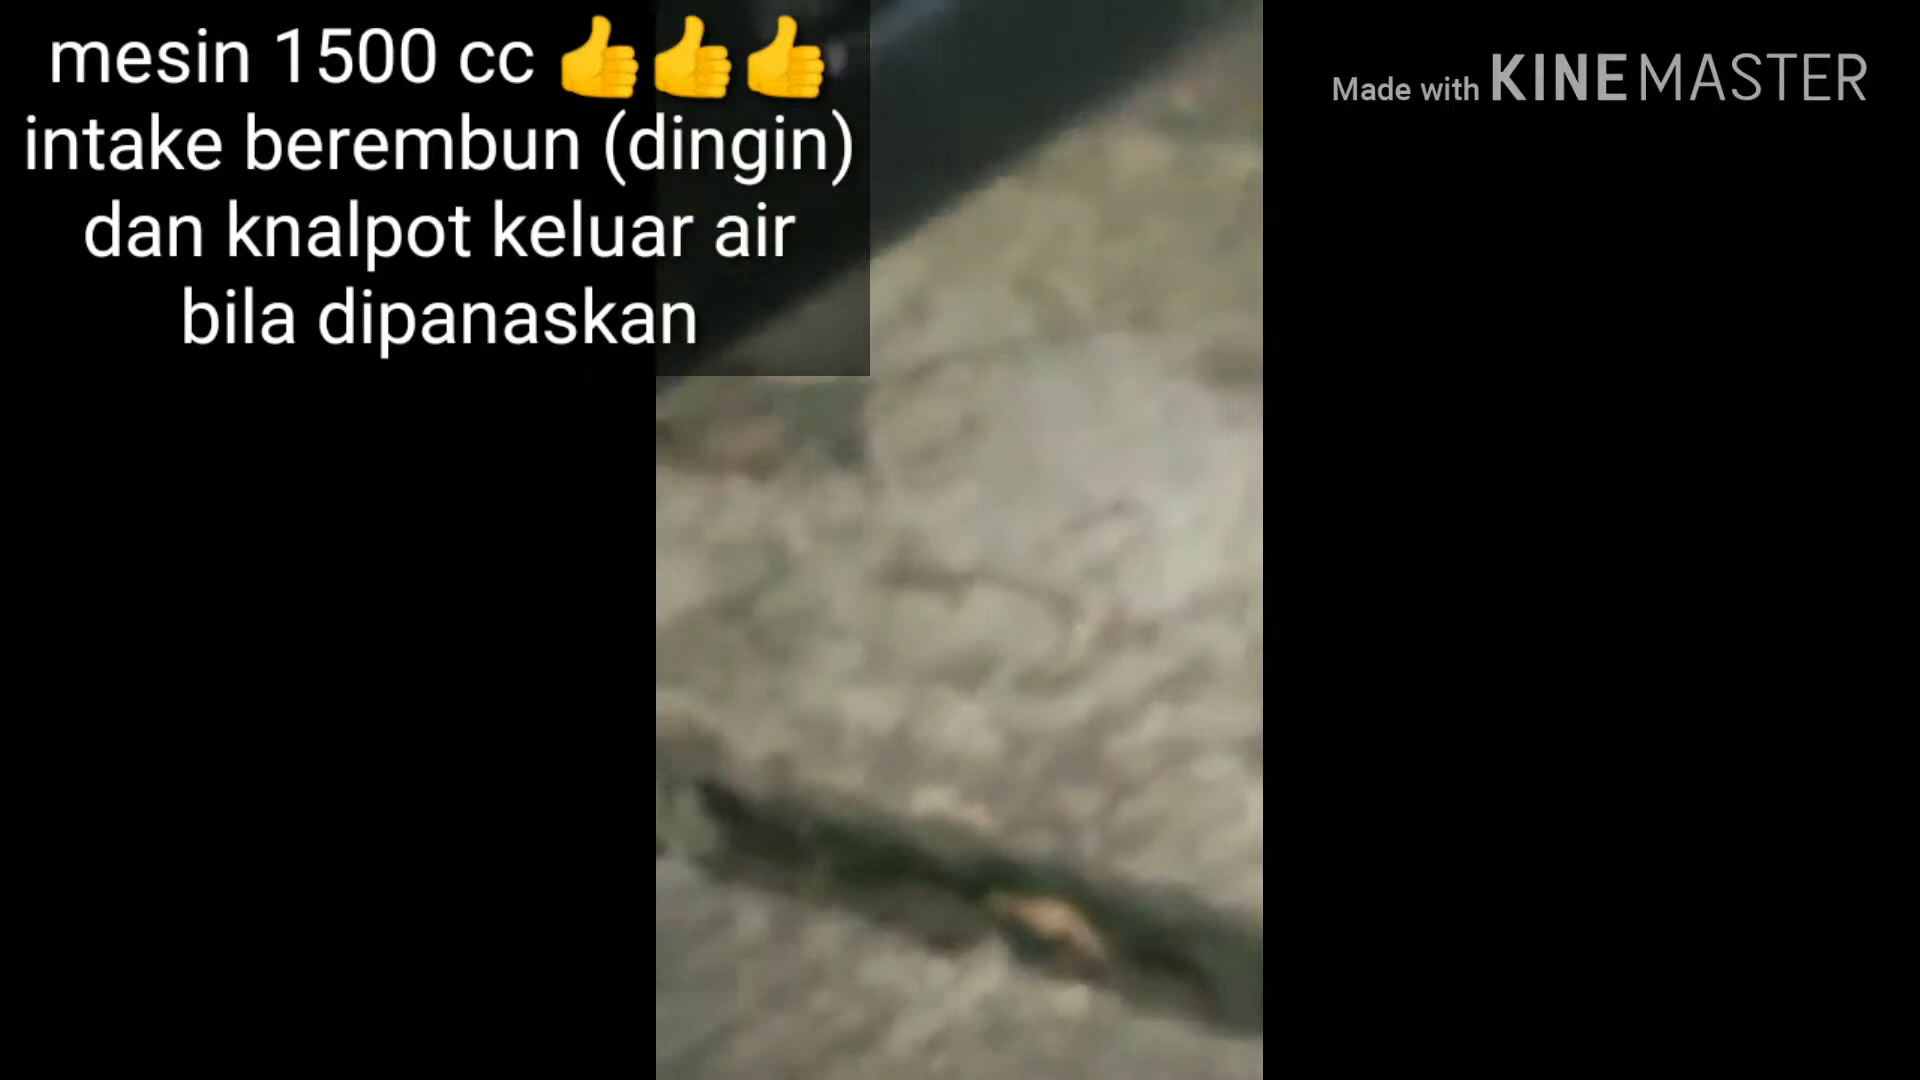 mesin 1500 cc 👍👍👍
intake berembun (dingin)
dan knalpot keluar air
bila dipanaskan
Made with KINEMASTER